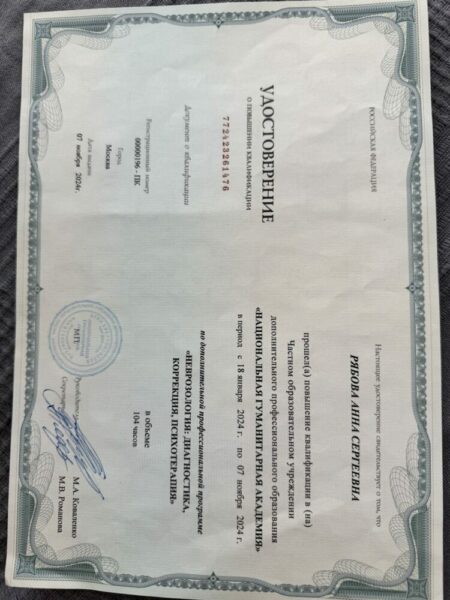 РОССИЙСКАЯ ФЕДЕРАЦИЯ
УДОСТОВЕРЕНИЕ
О ПОВЫШЕНИИ КВАЛИФИКАЦИИ
772423261476
Документ о квалификации
Регистрационный номер
00000196 - ПК
Город
Москва
Дата выдачи
07 ноября 2024г.
Настоящее удостоверение свидетельствует о том, что
РЯБОВА АННА СЕРГЕЕВНА
прошел(а) повышение квалификации в (на)
Частном образовательном учреждении
дополнительного профессионального образования
«НАЦИОНАЛЬНАЯ ГУМАНИТАРНАЯ АКАДЕМИЯ»
в период с 18 января 2024 г. по 07 ноября 2024 г.
по дополнительной профессиональной программе
«НЕВРОЗОЛОГИЯ: ДИАГНОСТИКА,
КОРРЕКЦИЯ, ПСИХОТЕРАПИЯ»
в объеме
104 часов
М.П.
Руководитель
М.А. Коваленко
Секретарь
М.В. Романова